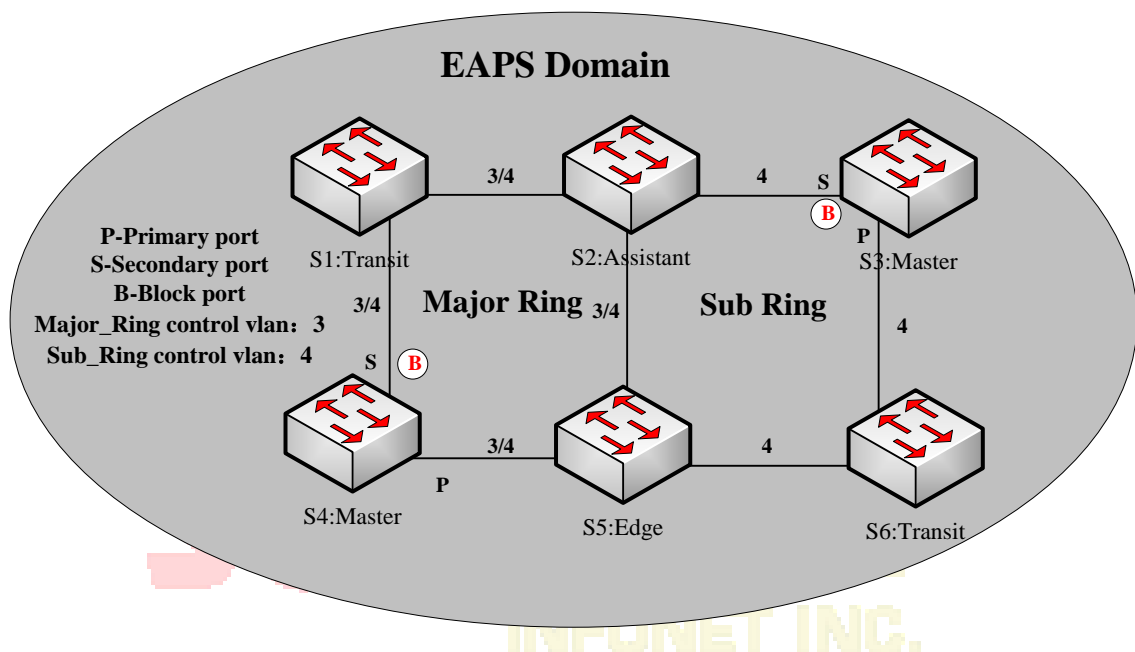 EAPS Domain
3/4
4
S
B
P
S1:Transit
S2:Assistant
S3:Master
P-Primary port
S-Secondary port
B-Block port
Major_Ring control vlan：3
Sub_Ring control vlan：4
3/4
Major Ring
3/4
Sub Ring
4
S
B
3/4
P
4
S4:Master
S5:Edge
S6:Transit
INFONET INC.